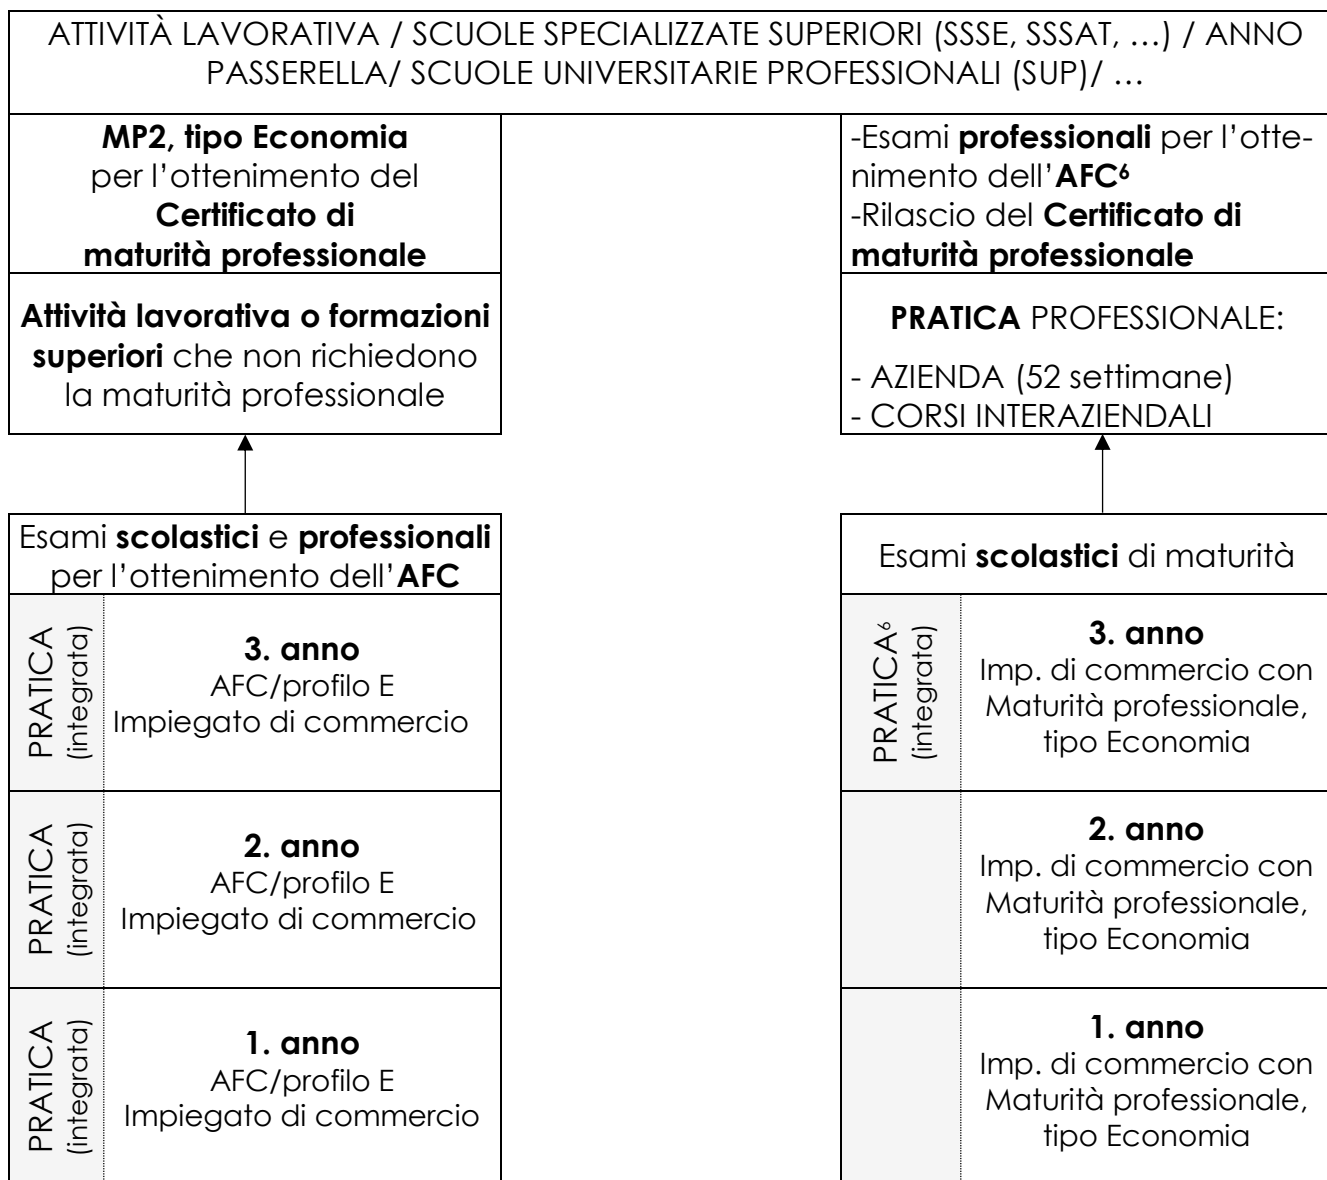 ATTIVITÀ LAVORATIVA / SCUOLE SPECIALIZZATE SUPERIORI (SSSE, SSSAT, …) / ANNO
PASSERELLA/ SCUOLE UNIVERSITARIE PROFESSIONALI (SUP)/ …
MP2, tipo Economia
per l’ottenimento del
Certificato di
maturità professionale
Attività lavorativa o formazioni
superiori che non richiedono
la maturità professionale
Esami scolastici e professionali
per l’ottenimento dell’AFC
PRATICA
(integrata)
3. anno
AFC/profilo E
Impiegato di commercio
PRATICA
(integrata)
2. anno
AFC/profilo E
Impiegato di commercio
PRATICA
(integrata)
1. anno
AFC/profilo E
Impiegato di commercio
-Esami professionali per l’otte-
nimento dell’AFC⁶
-Rilascio del Certificato di
maturità professionale
PRATICA PROFESSIONALE:
- AZIENDA (52 settimane)
- CORSI INTERAZIENDALI
Esami scolastici di maturità
PRATICA⁶
(integrata)
3. anno
Imp. di commercio con
Maturità professionale,
tipo Economia
2. anno
Imp. di commercio con
Maturità professionale,
tipo Economia
1. anno
Imp. di commercio con
Maturità professionale,
tipo Economia